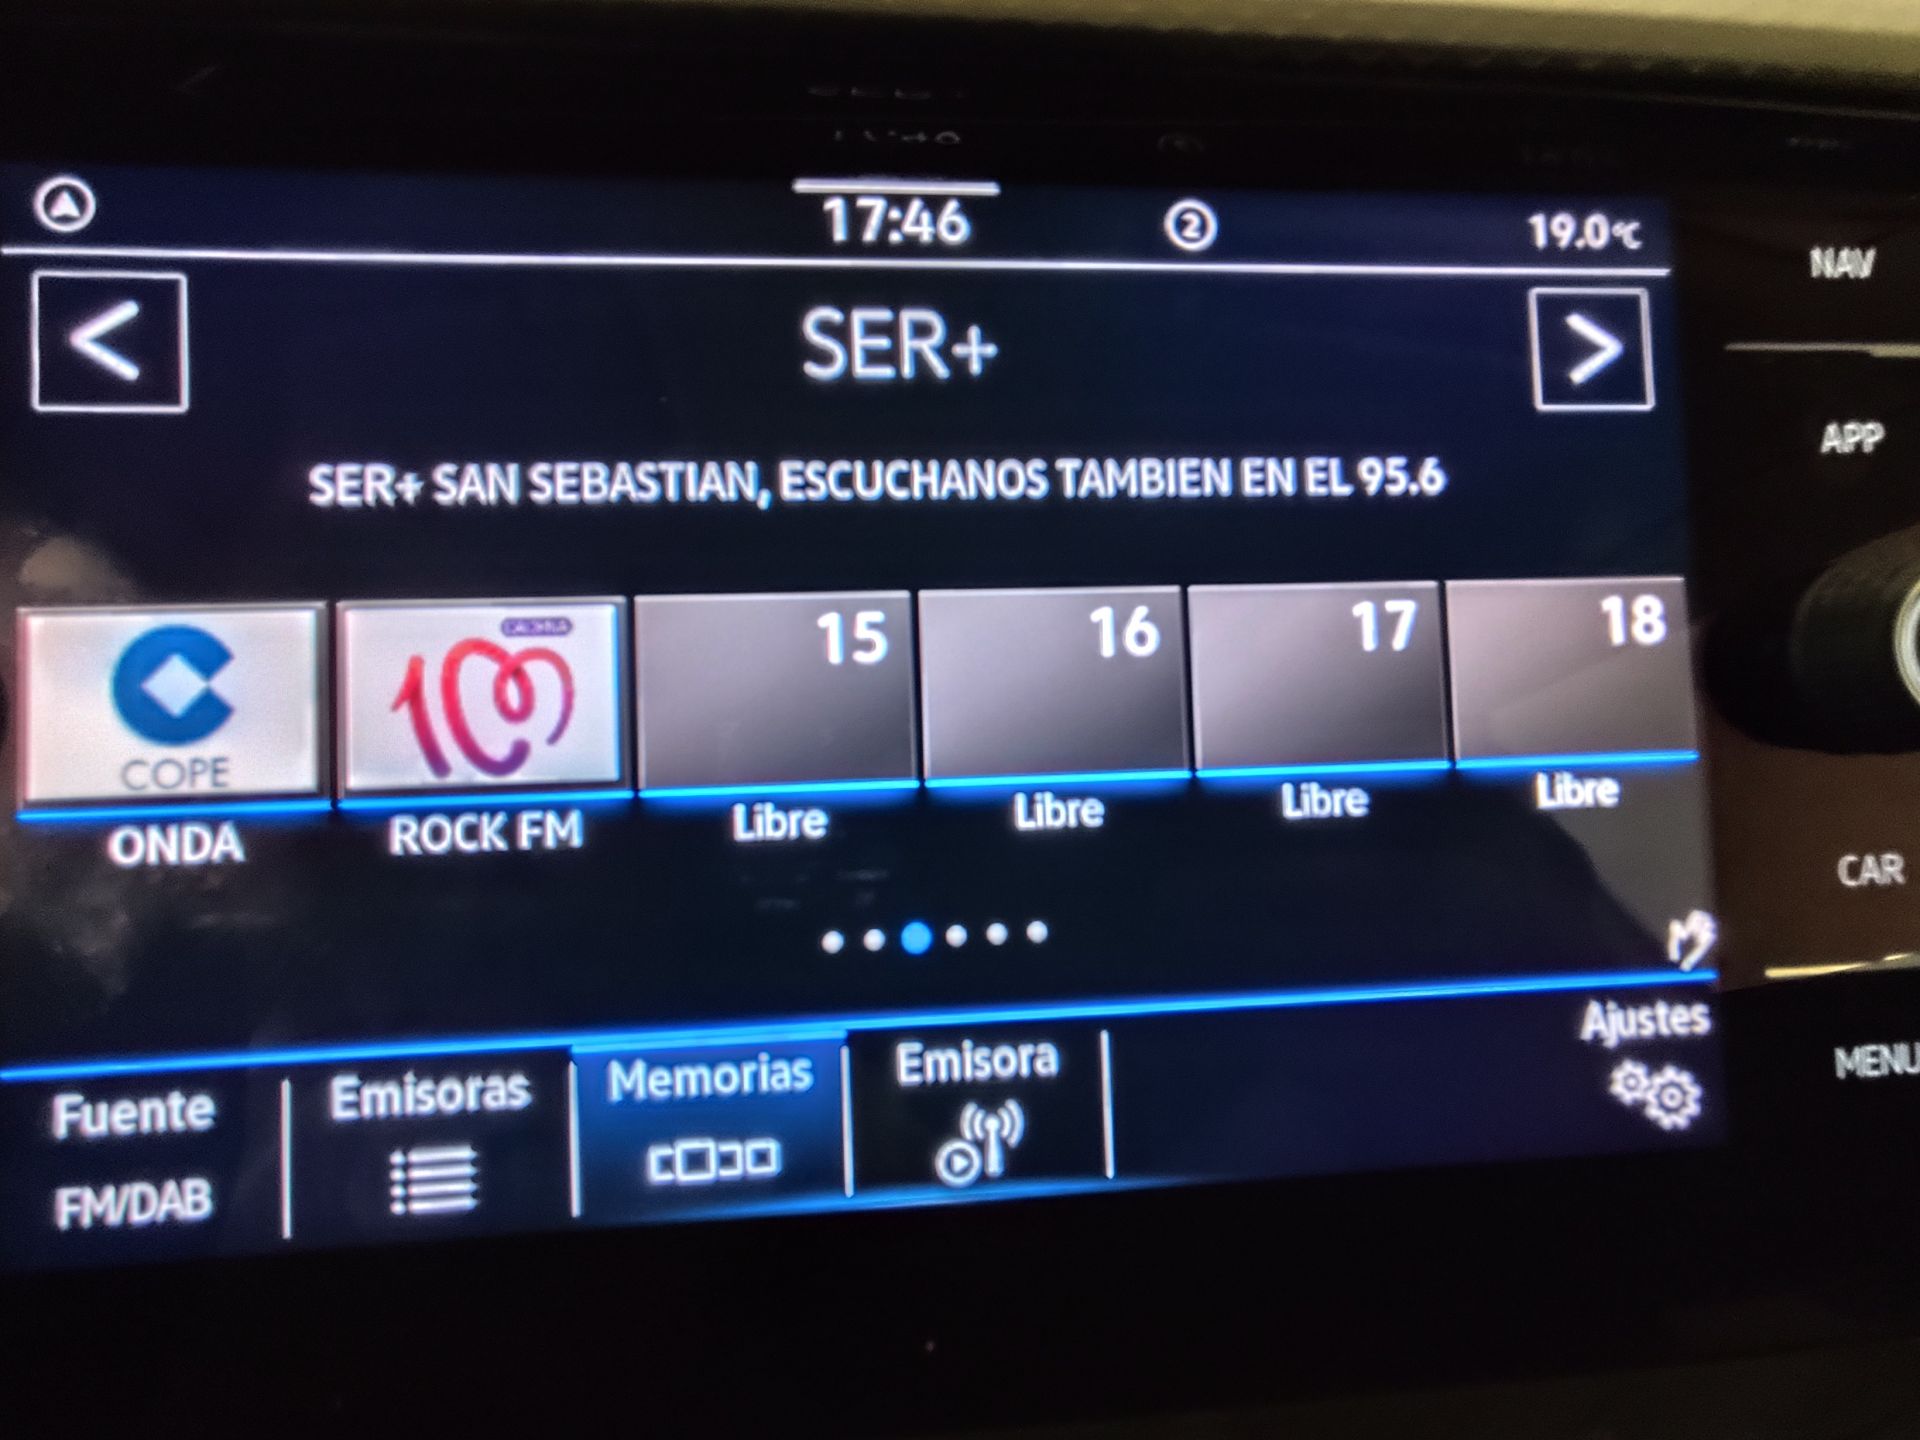 17:46
2
19.0°C
NAV
<
SER+
>
APP
SER+ SAN SEBASTIAN, ESCUCHANOS TAMBIEN EN EL 95.6
COPE
15
16
17
18
ONDA
ROCK FM
Libre
Libre
Libre
Libre
CAR
Fuente
FM/DAB
Emisoras
Memorias
Emisora
Ajustes
MENU